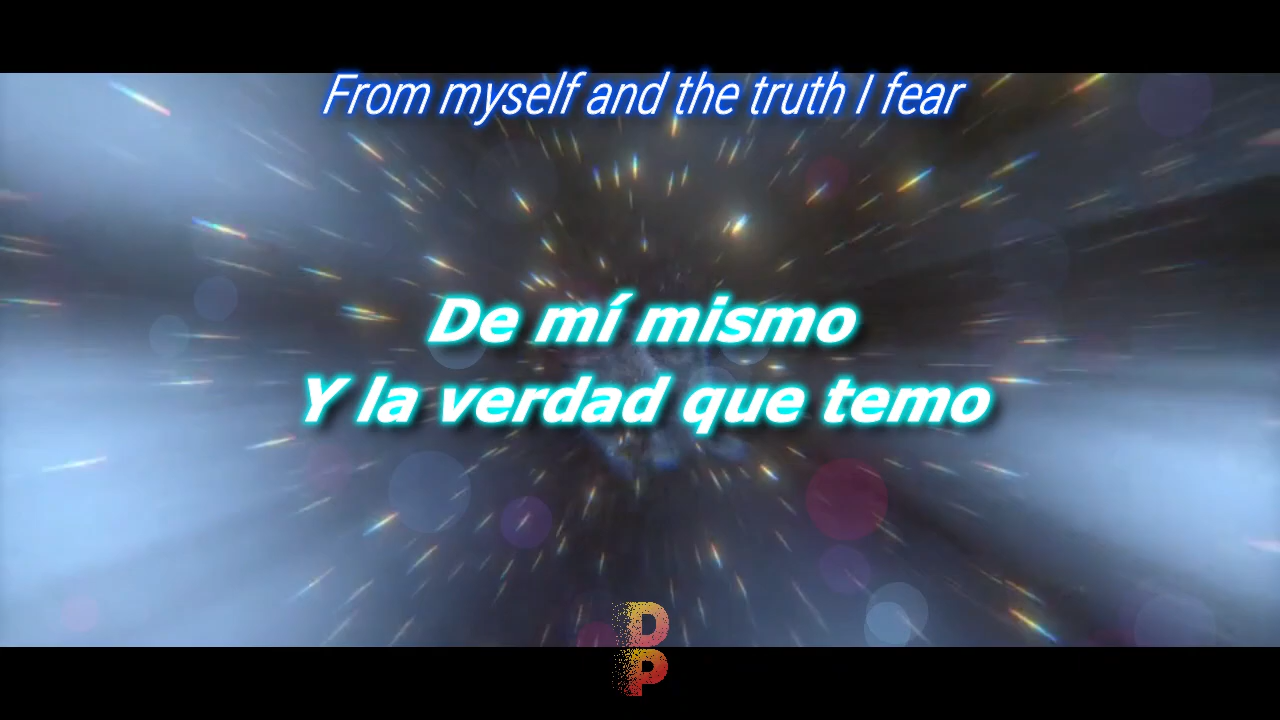 From myself and the truth I fear
De mí mismo
Y la verdad que temo
D
P